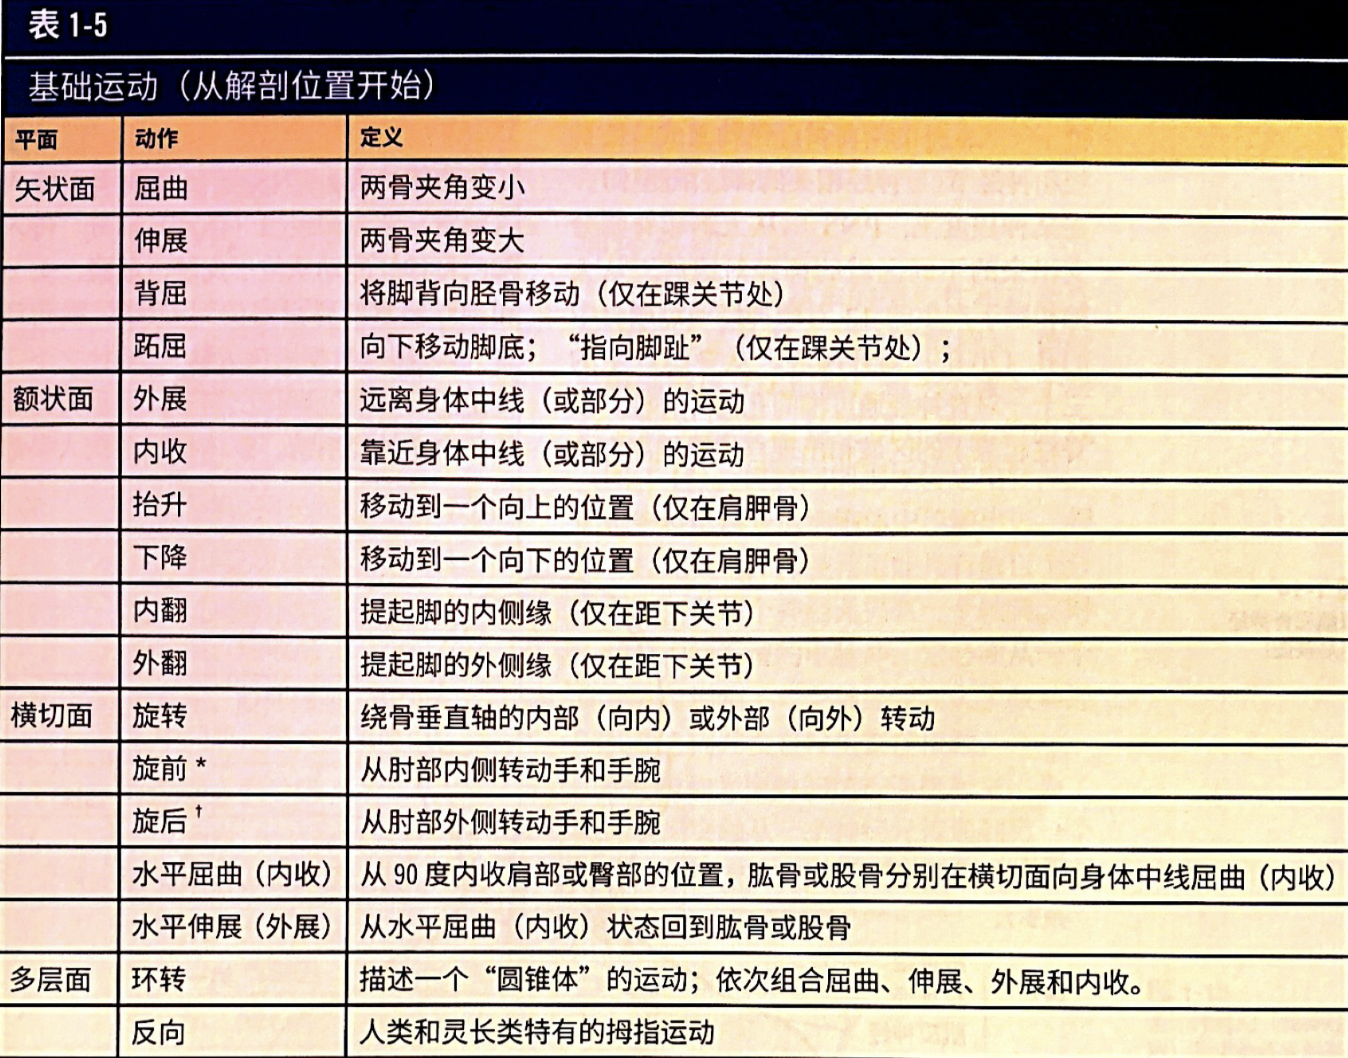 表 1-5
基础运动（从解剖位置开始）
平面 动作 定义
矢状面 屈曲 两骨夹角变小
伸展 两骨夹角变大
背屈 将脚背向胫骨移动（仅在踝关节处）
跖屈 向下移动脚底；“指向脚趾”（仅在踝关节处）；
额状面 外展 远离身体中线（或部分）的运动
内收 靠近身体中线（或部分）的运动
抬升 移动到一个向上的位置（仅在肩胛骨）
下降 移动到一个向下的位置（仅在肩胛骨）
内翻 提起脚的内侧缘（仅在距下关节）
外翻 提起脚的外侧缘（仅在距下关节）
横切面 旋转 绕骨垂直轴的内部（向内）或外部（向外）转动
旋前 * 从肘部内侧转动手和手腕
旋后 † 从肘部外侧转动手和手腕
水平屈曲（内收） 从 90 度内收肩部或臀部的位置，肱骨或股骨分别在横切面向身体中线屈曲（内收）
水平伸展（外展） 从水平屈曲（内收）状态回到肱骨或股骨
多层面 环转 描述一个“圆锥体”的运动；依次组合屈曲、伸展、外展和内收。
反向 人类和灵长类特有的拇指运动